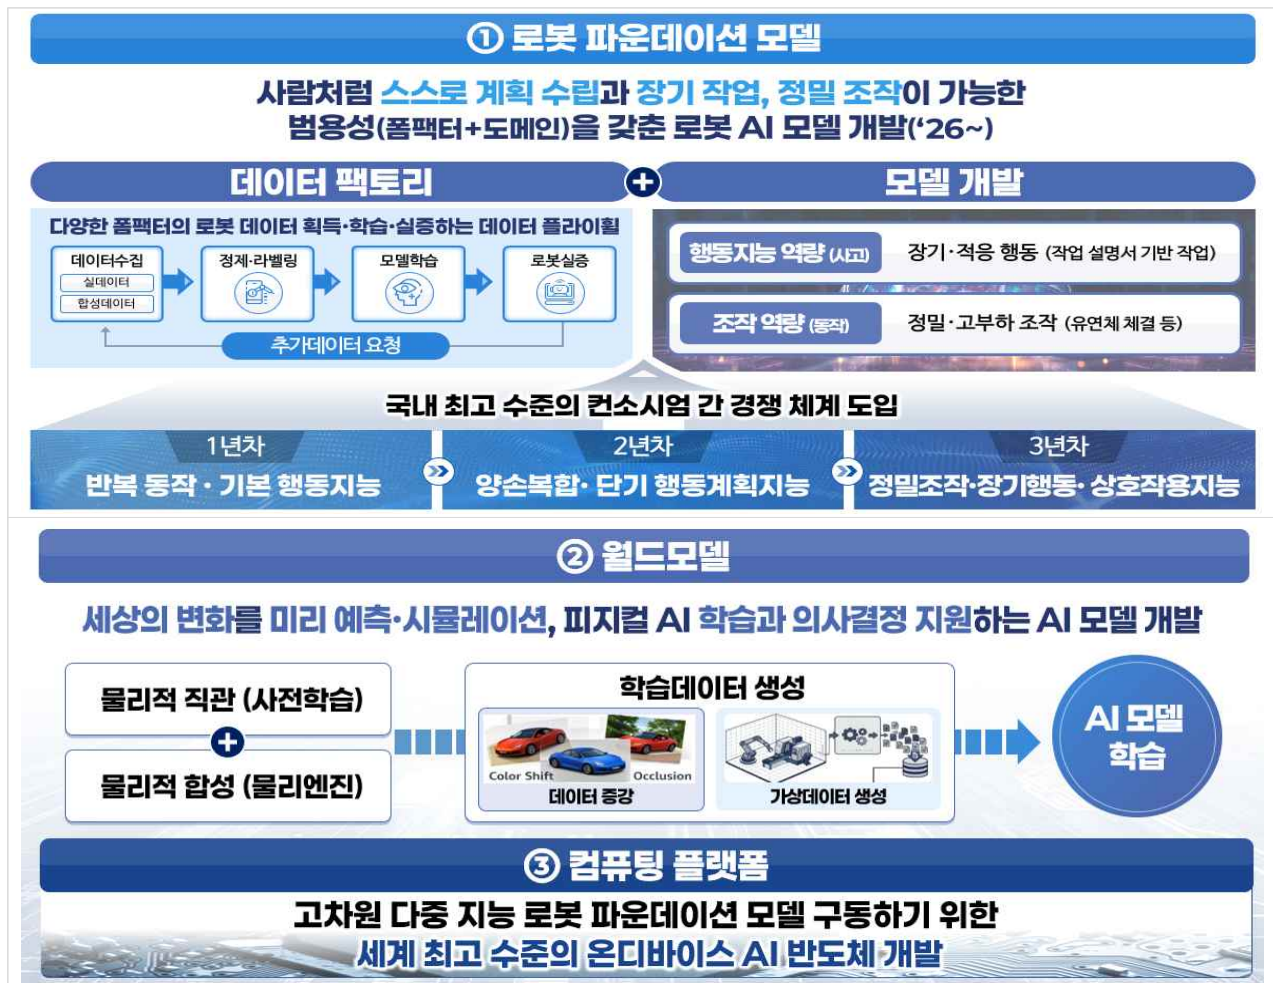 ① 로봇 파운데이션 모델
사람처럼 스스로 계획 수립과 장기 작업, 정밀 조작이 가능한
범용성(폼팩터+도메인)을 갖춘 로봇 AI 모델 개발(‘26~)
데이터 팩토리 + 모델 개발
다양한 폼팩터의 로봇 데이터 획득·학습·실증하는 데이터 플라이휠
데이터수집
실데이터
합성데이터
정제·라벨링
모델학습
로봇실증
추가데이터 요청
행동지능 역량 (사고)
장기·적응 행동 (작업 설명서 기반 작업)
조작 역량 (동작)
정밀·고부하 조작 (유연체 체결 등)
국내 최고 수준의 컨소시엄 간 경쟁 체계 도입
1년차
반복 동작 · 기본 행동지능
2년차
양손복합· 단기 행동계획지능
3년차
정밀조작·장기행동· 상호작용지능
② 월드모델
세상의 변화를 미리 예측·시뮬레이션, 피지컬 AI 학습과 의사결정 지원하는 AI 모델 개발
물리적 직관 (사전학습)
+
물리적 합성 (물리엔진)
학습데이터 생성
Color Shift
Occlusion
데이터 증강
가상데이터 생성
AI 모델
학습
③ 컴퓨팅 플랫폼
고차원 다중 지능 로봇 파운데이션 모델 구동하기 위한
세계 최고 수준의 온디바이스 AI 반도체 개발